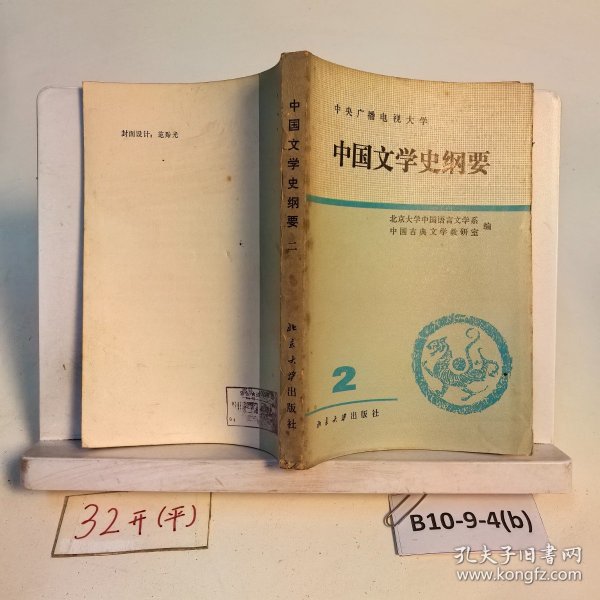 封面设计：
中国文学史纲要 二
北京大学出版社
中央广播电视大学
中国文学史纲要
北京大学中国语言文学系
中国古典文学教研室
编
2
北京大学出版社
32开(平)
B10-9-4(b)
孔夫子旧书网
www.kongfz.com